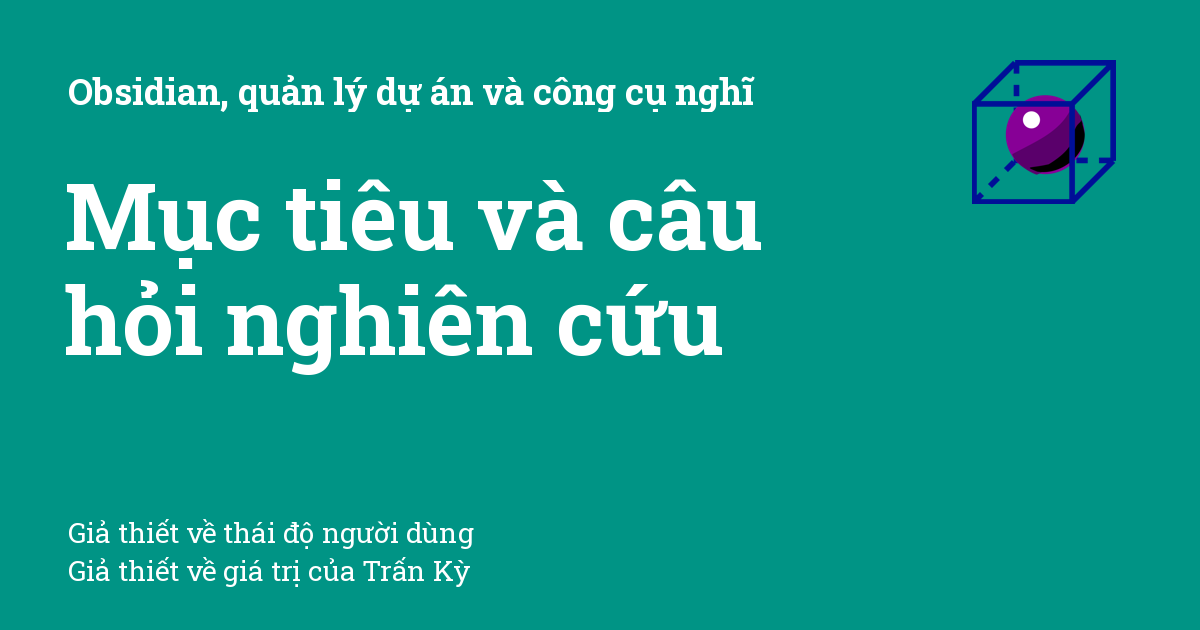 Obsidian, quản lý dự án và công cụ nghĩ
Mục tiêu và câu
hỏi nghiên cứu
Giả thiết về thái độ người dùng
Giả thiết về giá trị của Trấn Kỳ